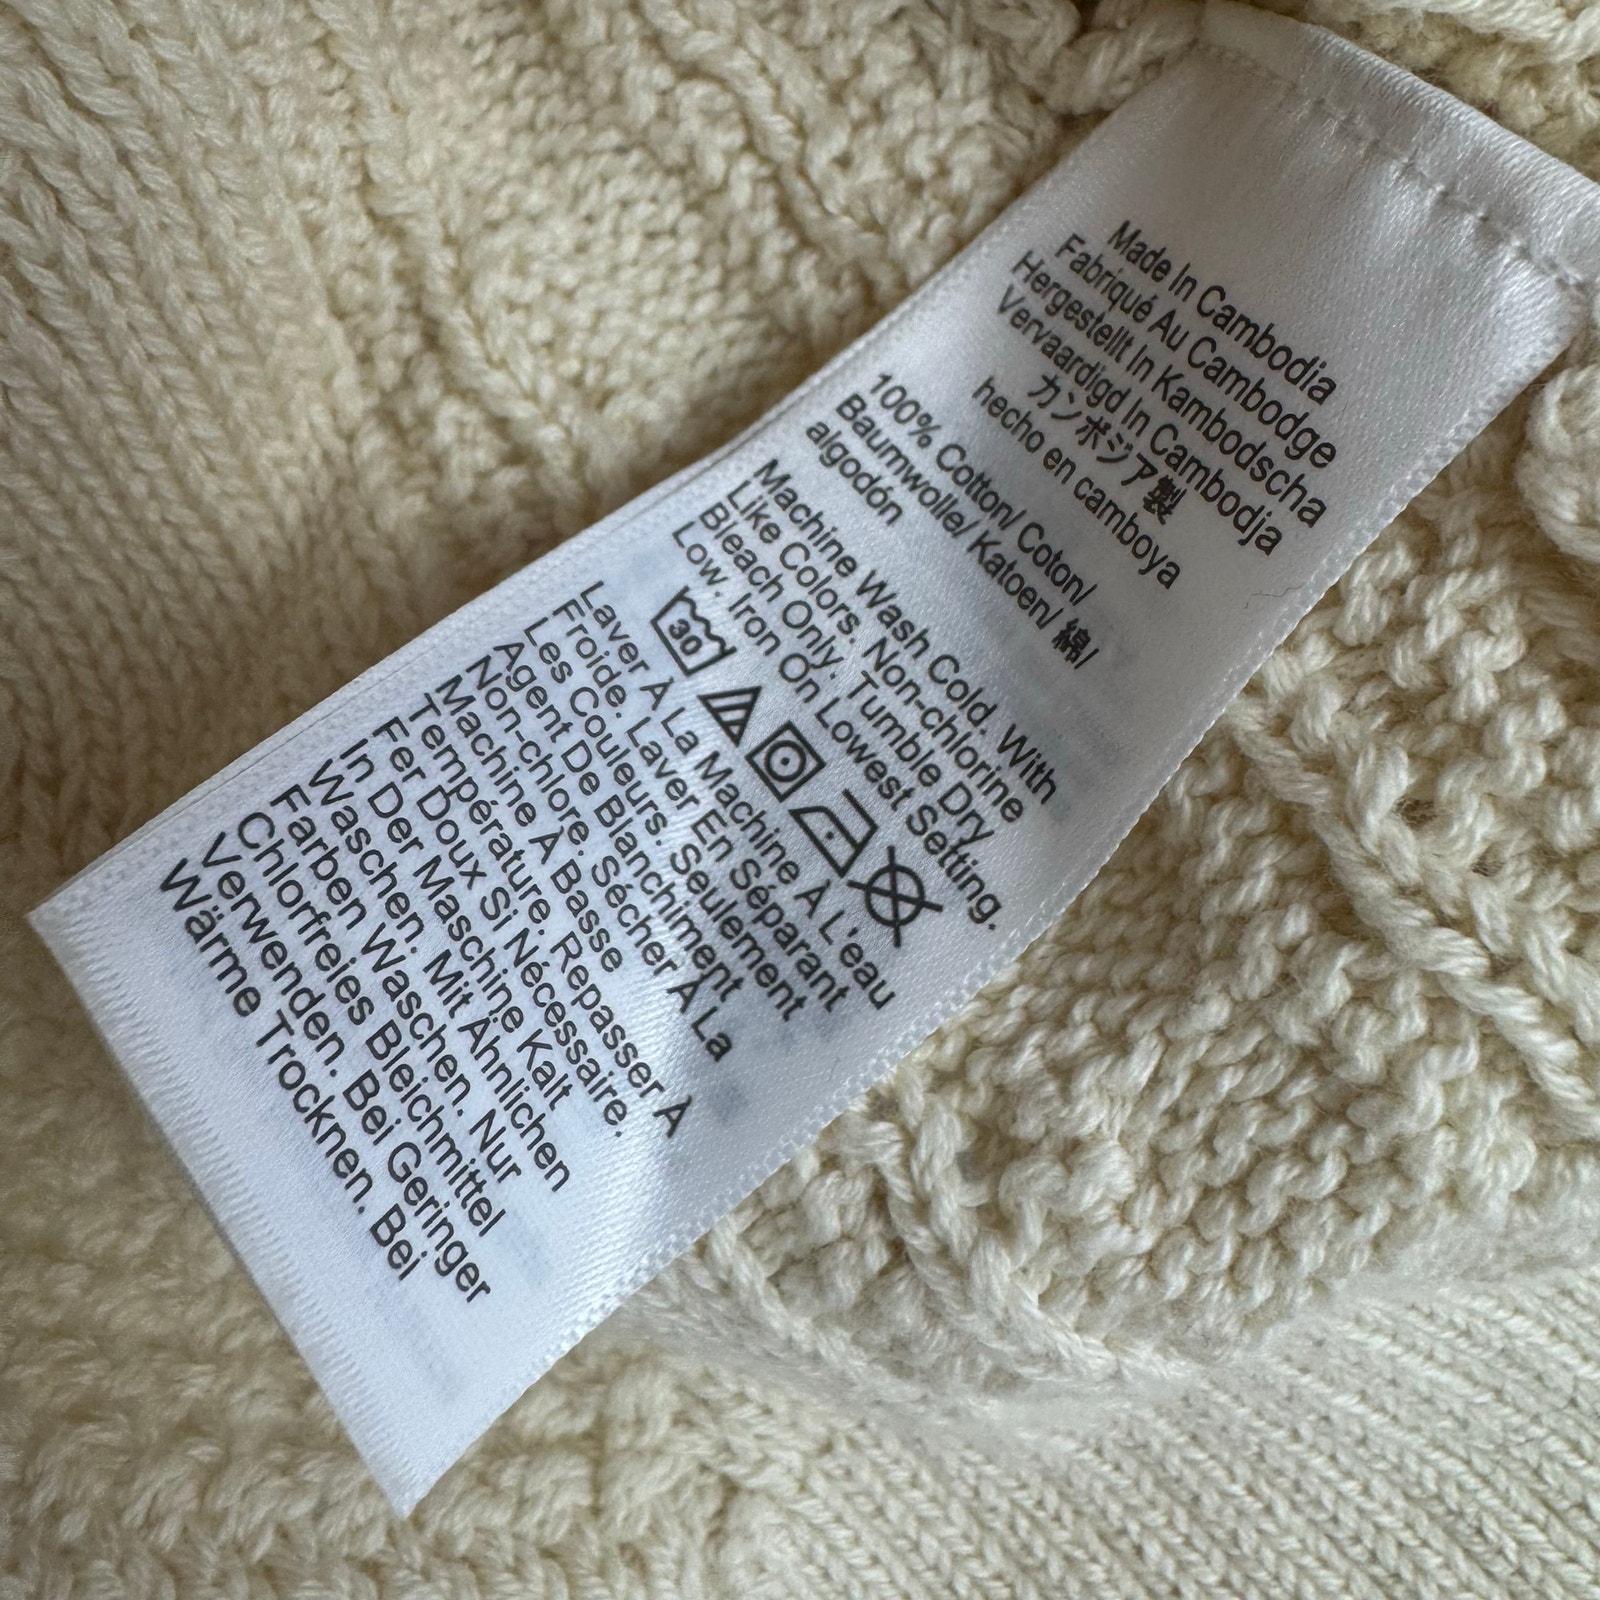 Made In Cambodia
Fabriqué Au Cambodge
Hergestellt In Kambodscha
Vervaardigd In Cambodja
カンボジア製
hecho en camboya
100% Cotton/ Coton/
Baumwolle/ Katoen/ 綿/
algodón
Machine Wash Cold. With
Like Colors. Non-chlorine
Bleach Only. Tumble Dry
Low. Iron On Lowest Setting.
30
Laver À La Machine À L'eau
Froide. Laver En Séparant
Les Couleurs. Seulement
Agent De Blanchiment
Non-chlore. Sécher À La
Machine À Basse
Température. Repasser À
Fer Doux Si Nécessaire.
In Der Maschine Kalt
Waschen. Mit Ähnlichen
Farben Waschen. Nur
Chlorfreies Bleichmittel
Verwenden. Bei Geringer
Wärme Trocknen. Bei